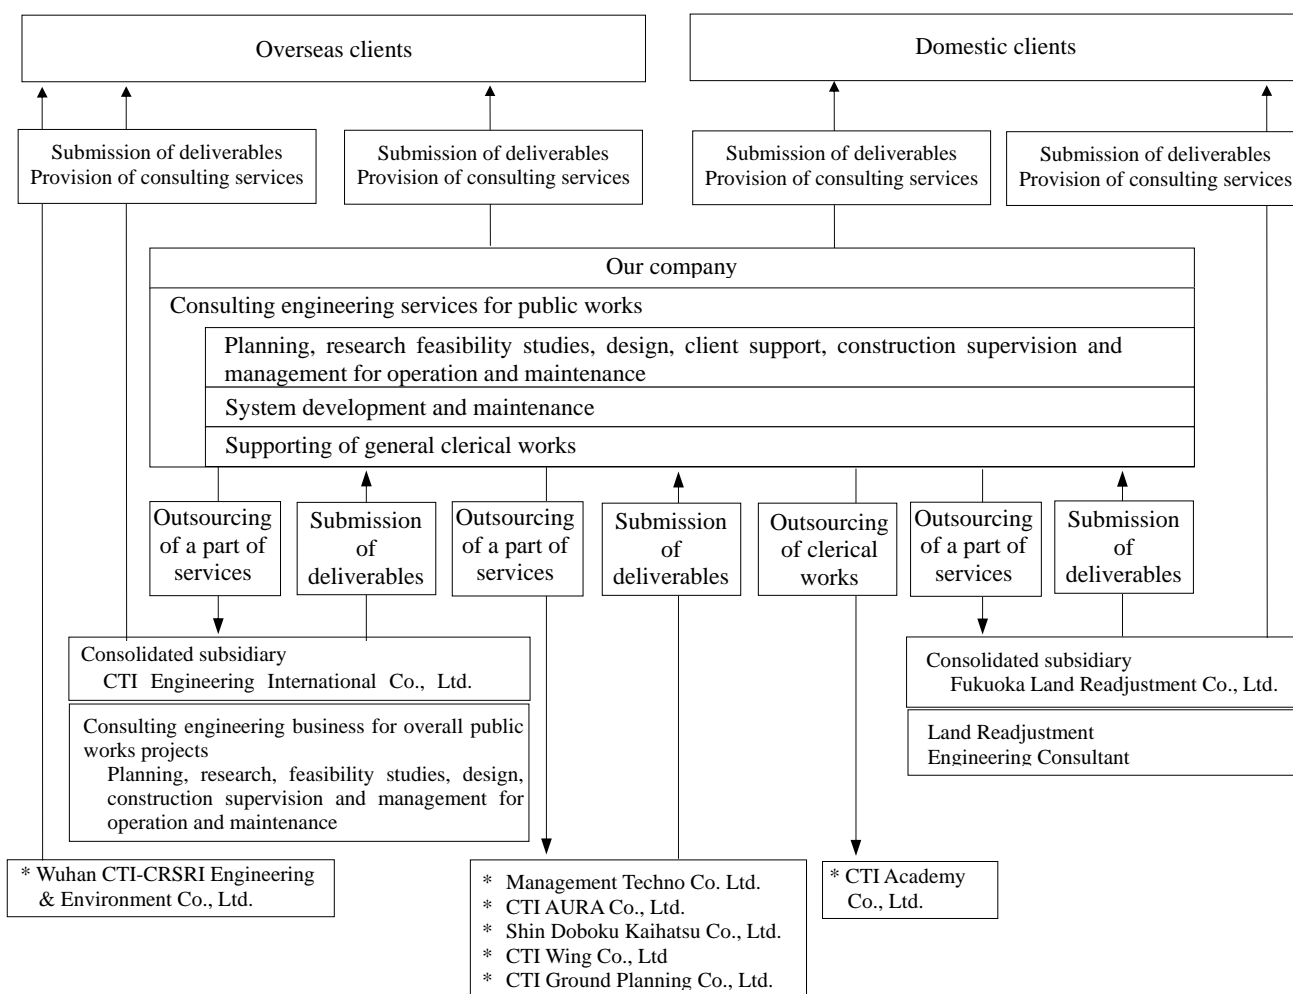 Overseas clients
Domestic clients
Submission of deliverables
Provision of consulting services
Submission of deliverables
Provision of consulting services
Submission of deliverables
Provision of consulting services
Submission of deliverables
Provision of consulting services
Our company
Consulting engineering services for public works
Planning, research feasibility studies, design, client support, construction supervision and
management for operation and maintenance
System development and maintenance
Supporting of general clerical works
Outsourcing
of a part of
services
Submission
of
deliverables
Outsourcing
of a part of
services
Submission
of
deliverables
Outsourcing
of clerical
works
Outsourcing
of a part of
services
Submission
of
deliverables
Consolidated subsidiary
CTI Engineering International Co., Ltd.
Consulting engineering business for overall public
works projects
Planning, research, feasibility studies, design,
construction supervision and management for
operation and maintenance
Consolidated subsidiary
Fukuoka Land Readjustment Co., Ltd.
Land Readjustment
Engineering Consultant
* Wuhan CTI-CRSRI Engineering
& Environment Co., Ltd.
* Management Techno Co. Ltd.
* CTI AURA Co., Ltd.
* Shin Doboku Kaihatsu Co., Ltd.
* CTI Wing Co., Ltd
* CTI Ground Planning Co., Ltd.
* CTI Academy
Co., Ltd.